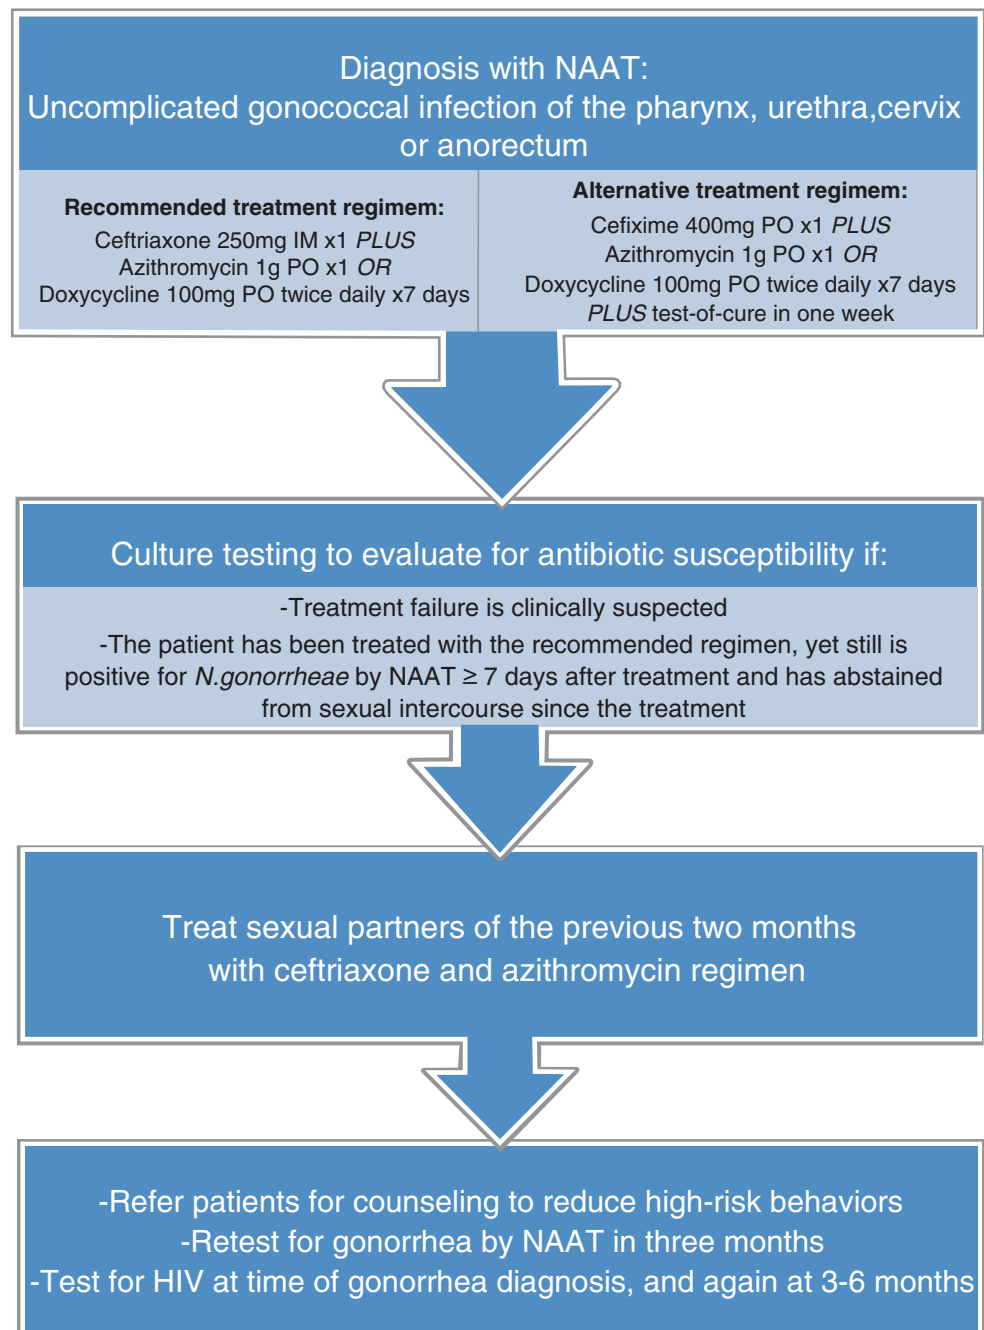 Diagnosis with NAAT:
Uncomplicated gonococcal infection of the pharynx, urethra,cervix
or anorectum
Recommended treatment regimem:
Ceftriaxone 250mg IM x1 PLUS
Azithromycin 1g PO x1 OR
Doxycycline 100mg PO twice daily x7 days
Alternative treatment regimem:
Cefixime 400mg PO x1 PLUS
Azithromycin 1g PO x1 OR
Doxycycline 100mg PO twice daily x7 days
PLUS test-of-cure in one week
Culture testing to evaluate for antibiotic susceptibility if:
-Treatment failure is clinically suspected
-The patient has been treated with the recommended regimen, yet still is
positive for N.gonorrheae by NAAT ≥ 7 days after treatment and has abstained
from sexual intercourse since the treatment
Treat sexual partners of the previous two months
with ceftriaxone and azithromycin regimen
-Refer patients for counseling to reduce high-risk behaviors
-Retest for gonorrhea by NAAT in three months
-Test for HIV at time of gonorrhea diagnosis, and again at 3-6 months